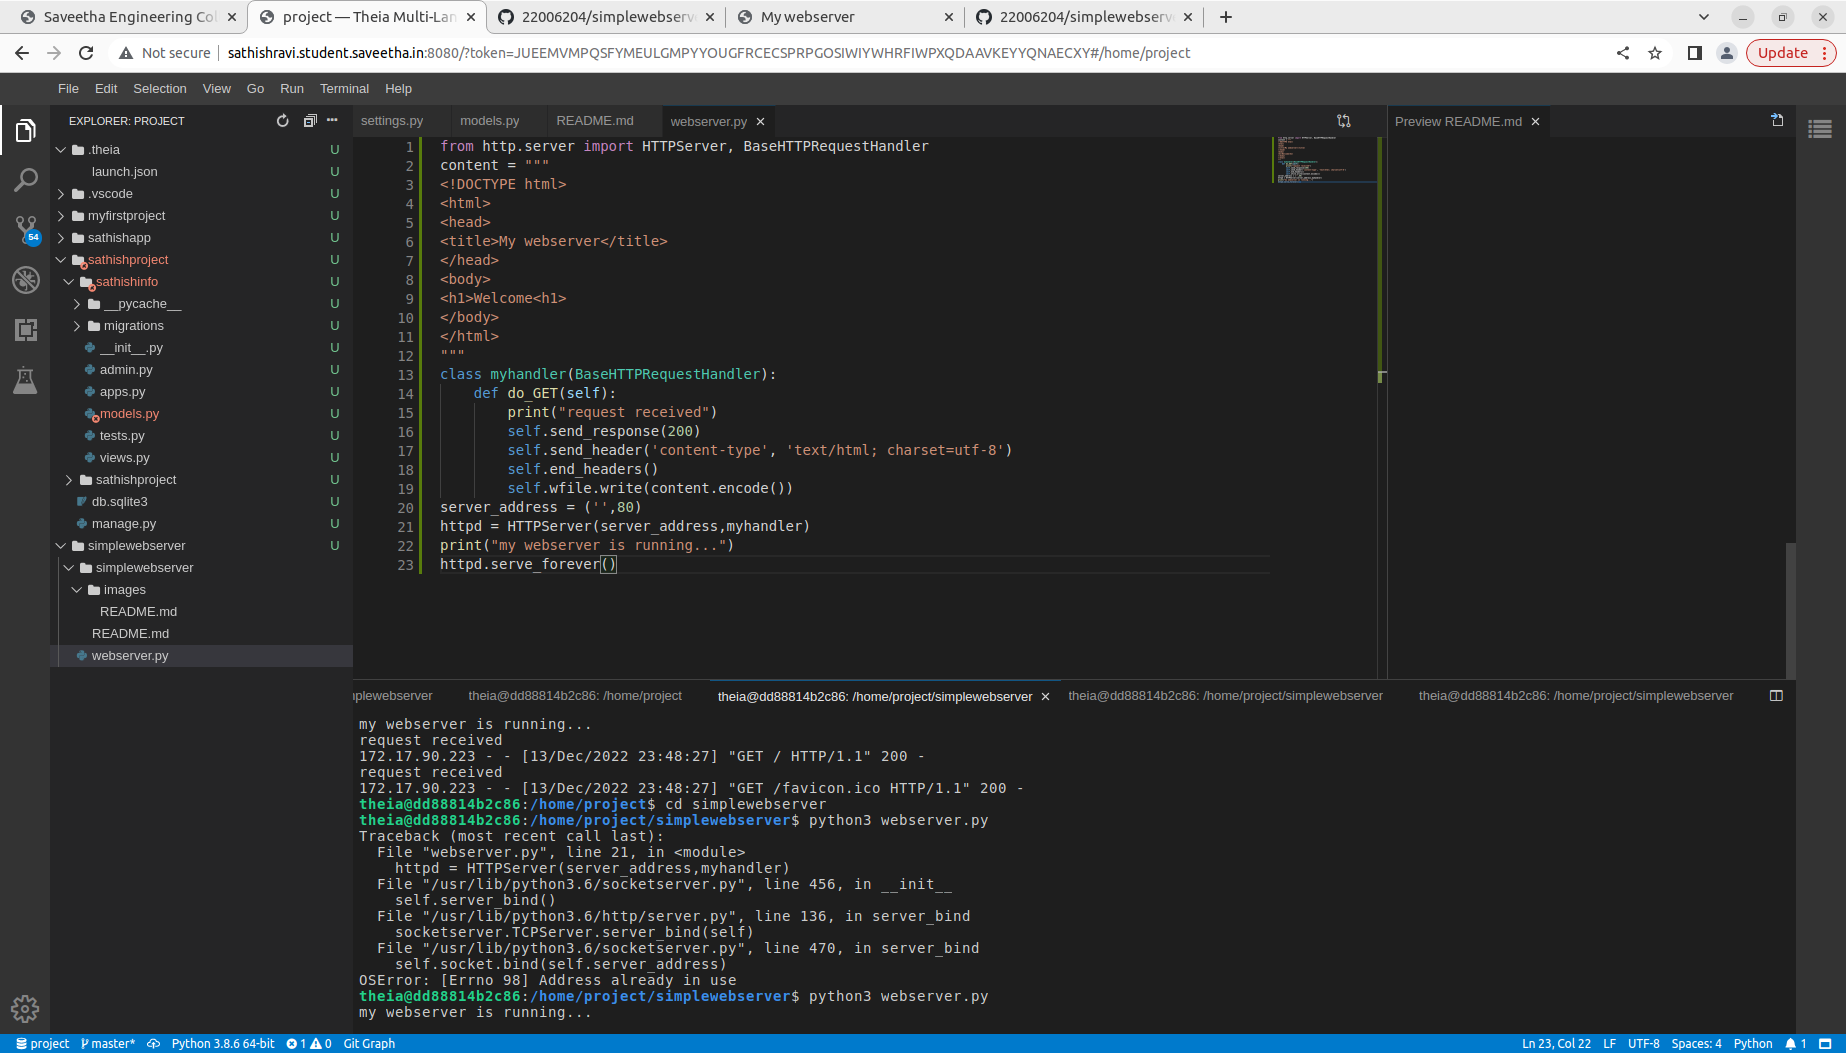 Saveetha Engineering Col
project — Theia Multi-Lan
22006204/simplewebserv
My webserver
22006204/simplewebserv
Not secure
sathishravi.student.saveetha.in:8080/?token=JUEEMVMPQSFYMEULGMPYYOUGFRCECSPRPGOSIWIYWHRFIWPXQDAAVKEYYQNAECXY#/home/project
Update
File Edit Selection View Go Run Terminal Help
EXPLORER: PROJECT
settings.py
models.py
README.md
webserver.py
Preview README.md
.theia U
launch.json
.vscode U
myfirstproject U
sathishapp U
sathishproject U
sathishinfo U
__pycache__ U
migrations U
__init__.py U
admin.py U
apps.py U
models.py U
tests.py U
views.py U
sathishproject U
db.sqlite3 U
manage.py U
simplewebserver U
simplewebserver
images
README.md
README.md
webserver.py
54
1 from http.server import HTTPServer, BaseHTTPRequestHandler
2 content = """
3 <!DOCTYPE html>
4 <html>
5 <head>
6 <title>My webserver</title>
7 </head>
8 <body>
9 <h1>Welcome<h1>
10 </body>
11 </html>
12 """
13 class myhandler(BaseHTTPRequestHandler):
14 def do_GET(self):
15 print("request received")
16 self.send_response(200)
17 self.send_header('content-type', 'text/html; charset=utf-8')
18 self.end_headers()
19 self.wfile.write(content.encode())
20 server_address = ('',80)
21 httpd = HTTPServer(server_address,myhandler)
22 print("my webserver is running...")
23 httpd.serve_forever()
nplewebserver
theia@dd88814b2c86: /home/project
theia@dd88814b2c86: /home/project/simplewebserver
theia@dd88814b2c86: /home/project/simplewebserver
theia@dd88814b2c86: /home/project/simplewebserver
my webserver is running...
request received
172.17.90.223 - - [13/Dec/2022 23:48:27] "GET / HTTP/1.1" 200 -
request received
172.17.90.223 - - [13/Dec/2022 23:48:27] "GET /favicon.ico HTTP/1.1" 200 -
theia@dd88814b2c86:/home/project$ cd simplewebserver
theia@dd88814b2c86:/home/project/simplewebserver$ python3 webserver.py
Traceback (most recent call last):
File "webserver.py", line 21, in <module>
httpd = HTTPServer(server_address,myhandler)
File "/usr/lib/python3.6/socketserver.py", line 456, in __init__
self.server_bind()
File "/usr/lib/python3.6/http/server.py", line 136, in server_bind
socketserver.TCPServer.server_bind(self)
File "/usr/lib/python3.6/socketserver.py", line 470, in server_bind
self.socket.bind(self.server_address)
OSError: [Errno 98] Address already in use
theia@dd88814b2c86:/home/project/simplewebserver$ python3 webserver.py
my webserver is running...
project master* Python 3.8.6 64-bit 1 0 Git Graph Ln 23, Col 22 LF UTF-8 Spaces: 4 Python 1